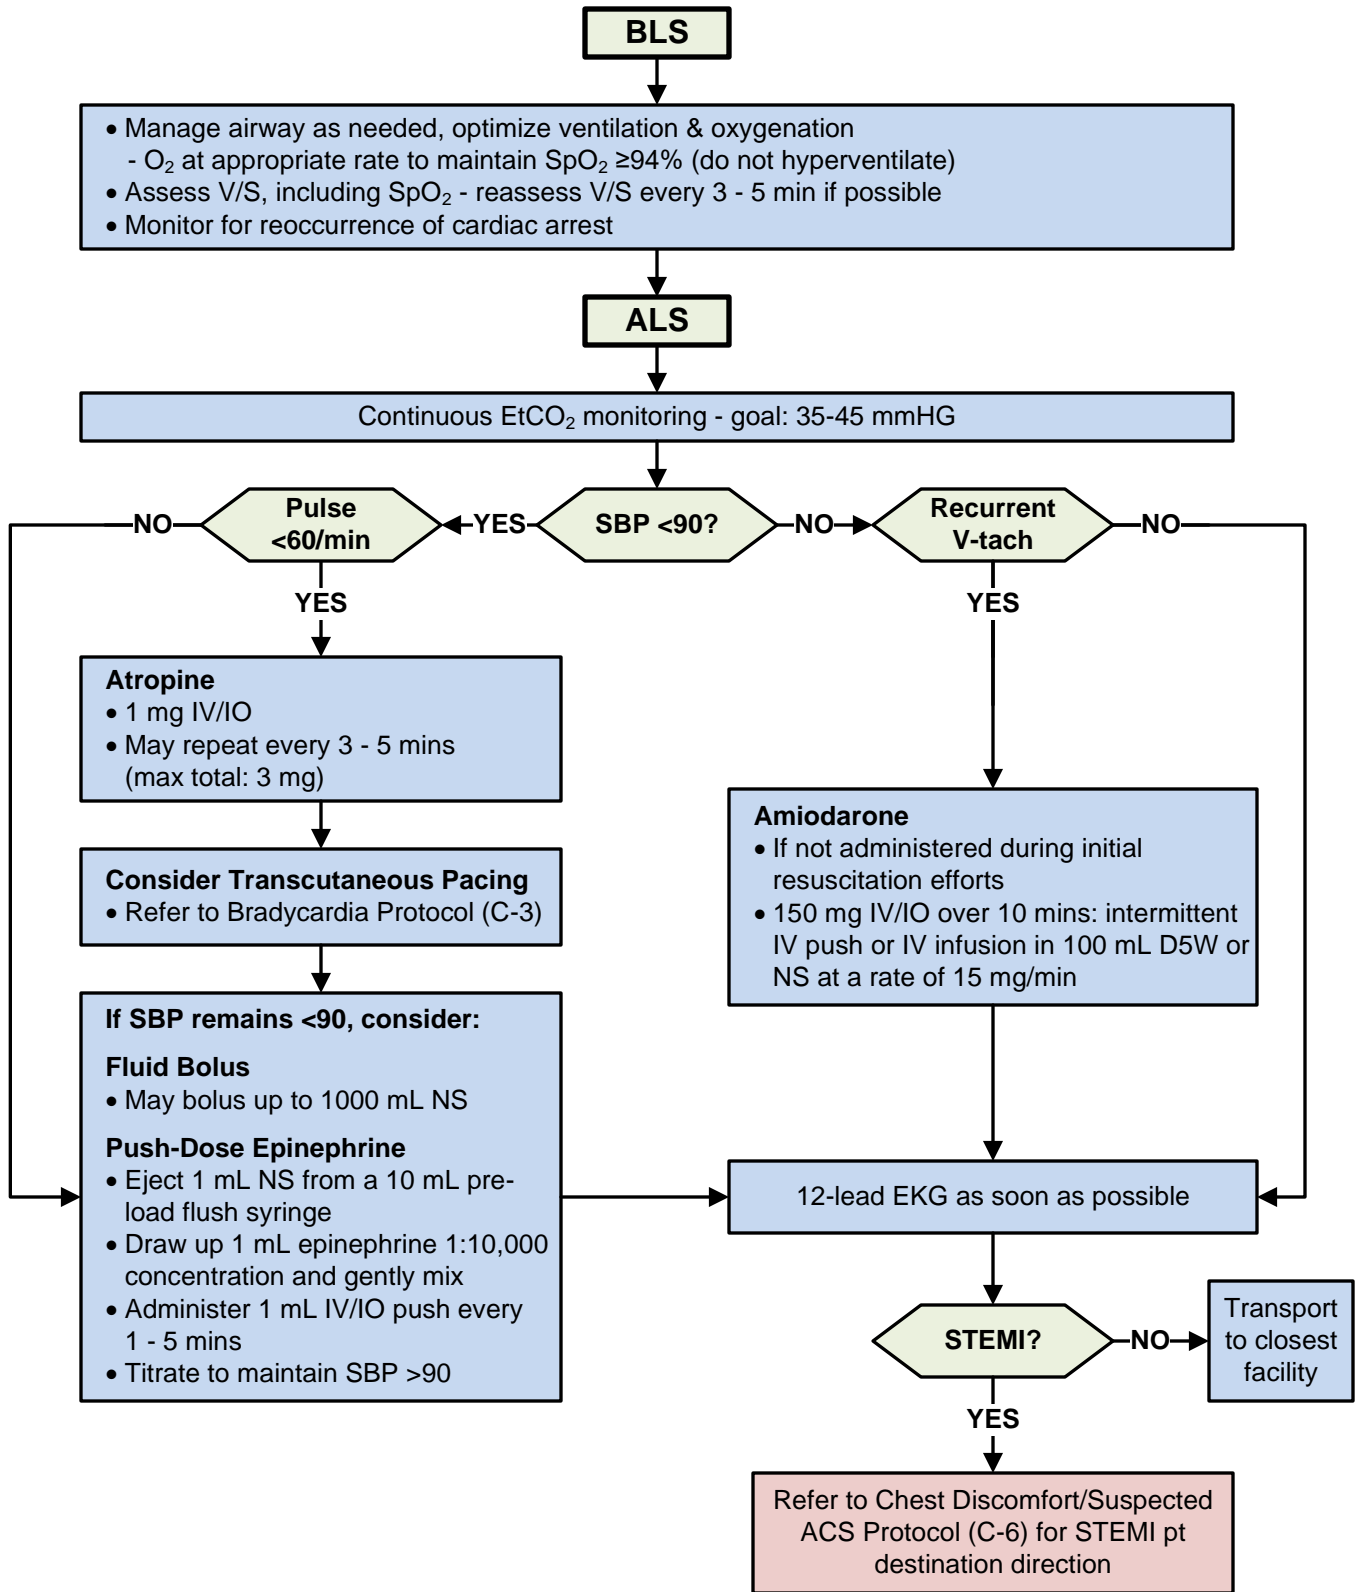 BLS
• Manage airway as needed, optimize ventilation & oxygenation
- O₂ at appropriate rate to maintain SpO₂ ≥94% (do not hyperventilate)
• Assess V/S, including SpO₂ - reassess V/S every 3 - 5 min if possible
• Monitor for reoccurrence of cardiac arrest
ALS
Continuous EtCO₂ monitoring - goal: 35-45 mmHG
NO
Pulse
<60/min
YES
SBP <90?
NO
Recurrent
V-tach
NO
YES
YES
Atropine
• 1 mg IV/IO
• May repeat every 3 - 5 mins
(max total: 3 mg)
Consider Transcutaneous Pacing
• Refer to Bradycardia Protocol (C-3)
If SBP remains <90, consider:
Fluid Bolus
• May bolus up to 1000 mL NS
Push-Dose Epinephrine
• Eject 1 mL NS from a 10 mL pre-
load flush syringe
• Draw up 1 mL epinephrine 1:10,000
concentration and gently mix
• Administer 1 mL IV/IO push every
1 - 5 mins
• Titrate to maintain SBP >90
Amiodarone
• If not administered during initial
resuscitation efforts
• 150 mg IV/IO over 10 mins: intermittent
IV push or IV infusion in 100 mL D5W or
NS at a rate of 15 mg/min
12-lead EKG as soon as possible
STEMI?
NO
Transport
to closest
facility
YES
Refer to Chest Discomfort/Suspected
ACS Protocol (C-6) for STEMI pt
destination direction